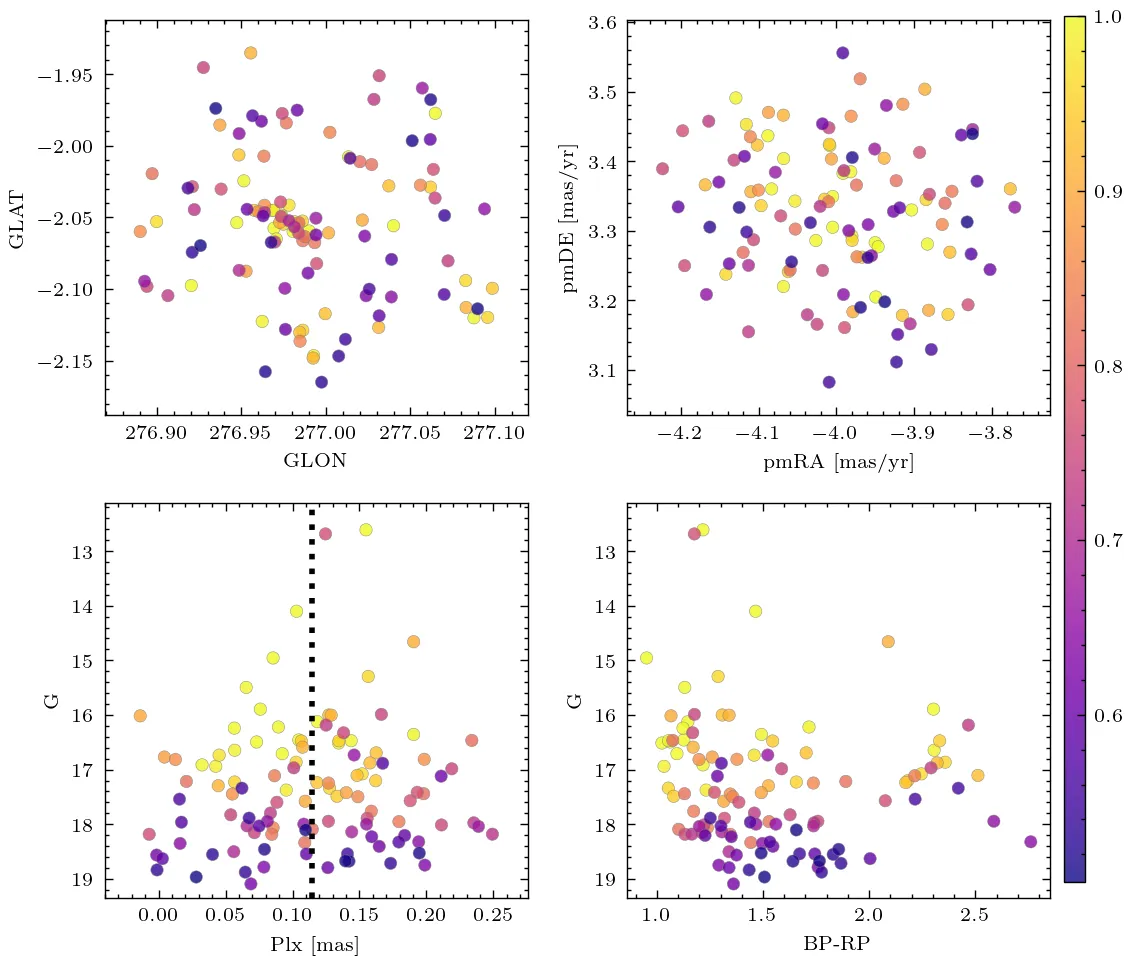 −1.95
−2.00
−2.05
−2.10
−2.15
GLAT
276.90 276.95 277.00 277.05 277.10
GLON
3.6
3.5
3.4
3.3
3.2
3.1
pmDE [mas/yr]
−4.2 −4.1 −4.0 −3.9 −3.8
pmRA [mas/yr]
1.0
0.9
0.8
0.7
0.6
13
14
15
16
17
18
19
G
0.00 0.05 0.10 0.15 0.20 0.25
Plx [mas]
13
14
15
16
17
18
19
G
1.0 1.5 2.0 2.5
BP-RP